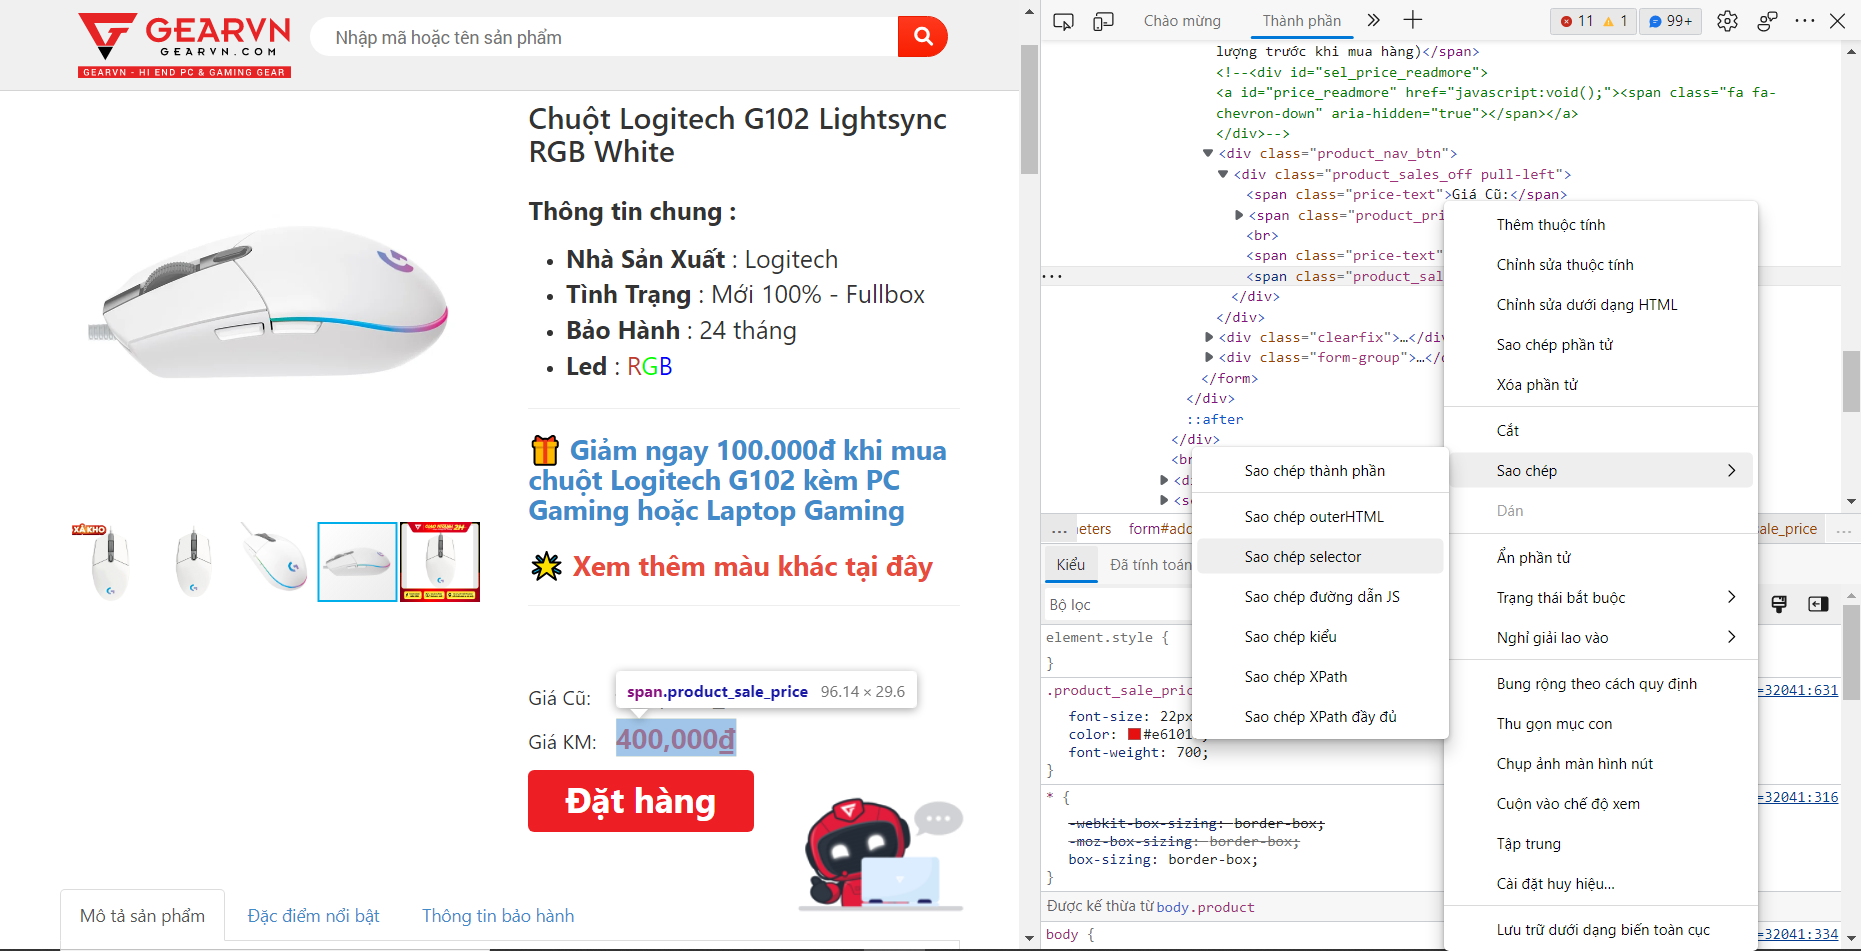 GEARVN
GEARVN.COM
GEARVN - HI END PC & GAMING GEAR
Nhập mã hoặc tên sản phẩm
Chuột Logitech G102 Lightsync
RGB White
Thông tin chung :
• Nhà Sản Xuất : Logitech
• Tình Trạng : Mới 100% - Fullbox
• Bảo Hành : 24 tháng
• Led : RGB
Giảm ngay 100.000đ khi mua
chuột Logitech G102 kèm PC
Gaming hoặc Laptop Gaming
Xem thêm màu khác tại đây
XẢ KHO
Giá Cũ:
span.product_sale_price 96.14 × 29.6
Giá KM: 400,000₫
Đặt hàng
Mô tả sản phẩm
Đặc điểm nổi bật
Thông tin bảo hành
Chào mừng
Thành phần
11
1
99+
lượng trước khi mua hàng)</span>
<!--<div id="sel_price_readmore">
<a id="price_readmore" href="javascript:void();"><span class="fa fa-
chevron-down" aria-hidden="true"></span></a>
</div>-->
<div class="product_nav_btn">
<div class="product_sales_off pull-left">
<span class="price-text">Giá Cũ:</span>
<span class="product_pri
<br>
<span class="price-text"
<span class="product_sal
</div>
</div>
<div class="clearfix">…</div
<div class="form-group">…</
</form>
</div>
::after
</div>
<br
<d
<s
Thêm thuộc tính
Chỉnh sửa thuộc tính
Chỉnh sửa dưới dạng HTML
Sao chép phần tử
Xóa phần tử
Cắt
Sao chép
Dán
Ẩn phần tử
Trạng thái bắt buộc
Nghỉ giải lao vào
Bung rộng theo cách quy định
Thu gọn mục con
Chụp ảnh màn hình nút
Cuộn vào chế độ xem
Tập trung
Cài đặt huy hiệu...
Lưu trữ dưới dạng biến toàn cục
Sao chép thành phần
Sao chép outerHTML
Sao chép selector
Sao chép đường dẫn JS
Sao chép kiểu
Sao chép XPath
Sao chép XPath đầy đủ
... neters form#add ale_price ...
Kiểu
Đã tính toán
Bộ lọc
element.style {
}
.product_sale_pric =32041:631
font-size: 22px
color: #e6101
font-weight: 700;
}
* { =32041:316
-webkit-box-sizing: border-box;
-moz-box-sizing: border-box;
box-sizing: border-box;
}
Được kế thừa từ body.product
body { =32041:334